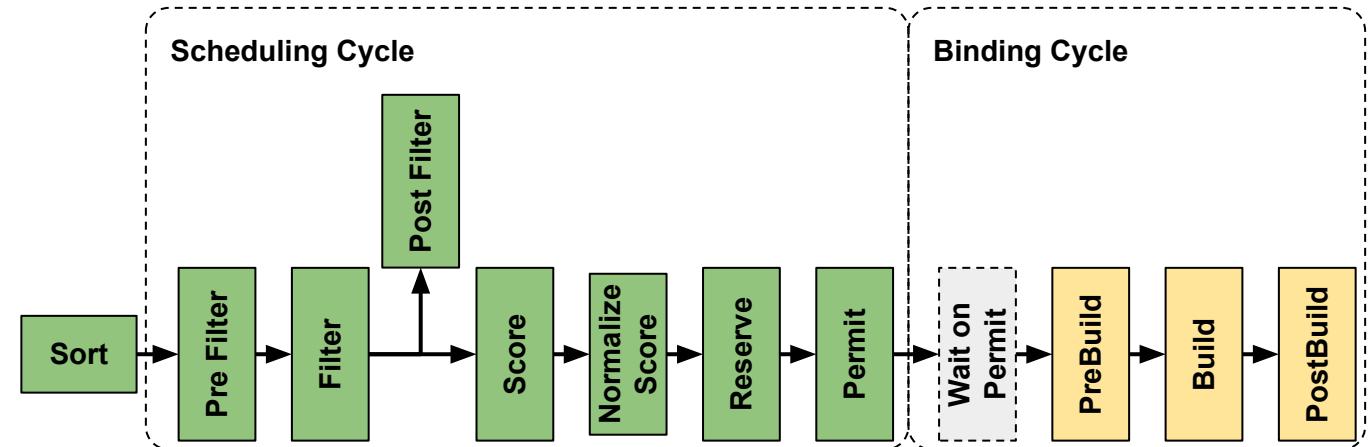 Scheduling Cycle
Binding Cycle
Post Filter
Sort
Pre Filter
Filter
Score
Normalize
Score
Reserve
Permit
Wait on
Permit
PreBuild
Build
PostBuild